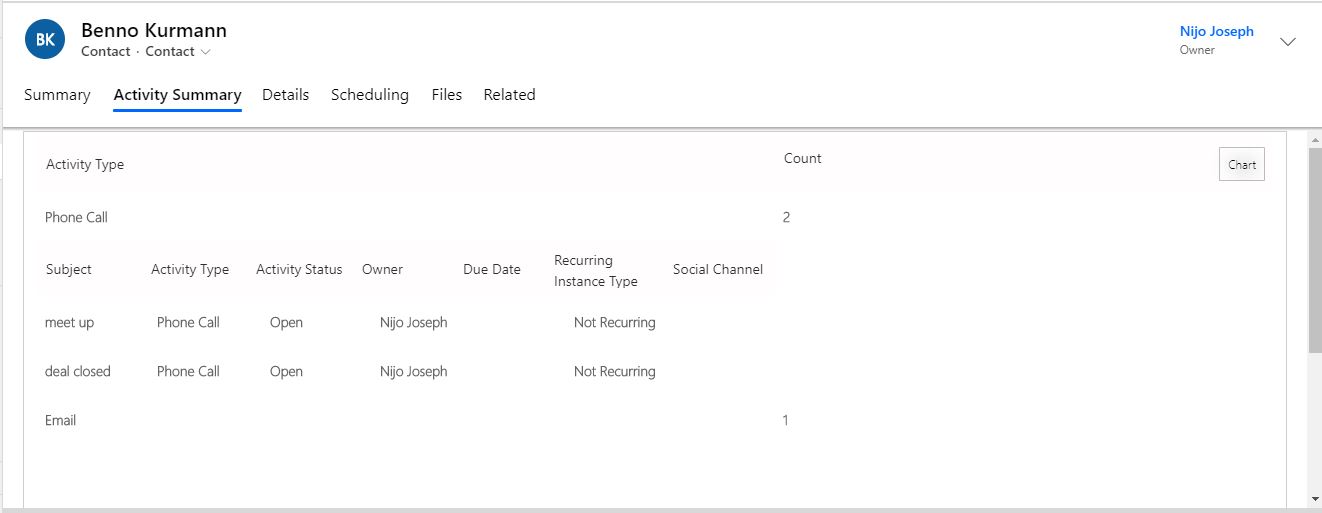 BK
Benno Kurmann
Contact · Contact
Nijo Joseph
Owner
Summary Activity Summary Details Scheduling Files Related
Activity Type Count Chart
Phone Call 2
Subject Activity Type Activity Status Owner Due Date Recurring Instance Type Social Channel
meet up Phone Call Open Nijo Joseph Not Recurring
deal closed Phone Call Open Nijo Joseph Not Recurring
Email 1